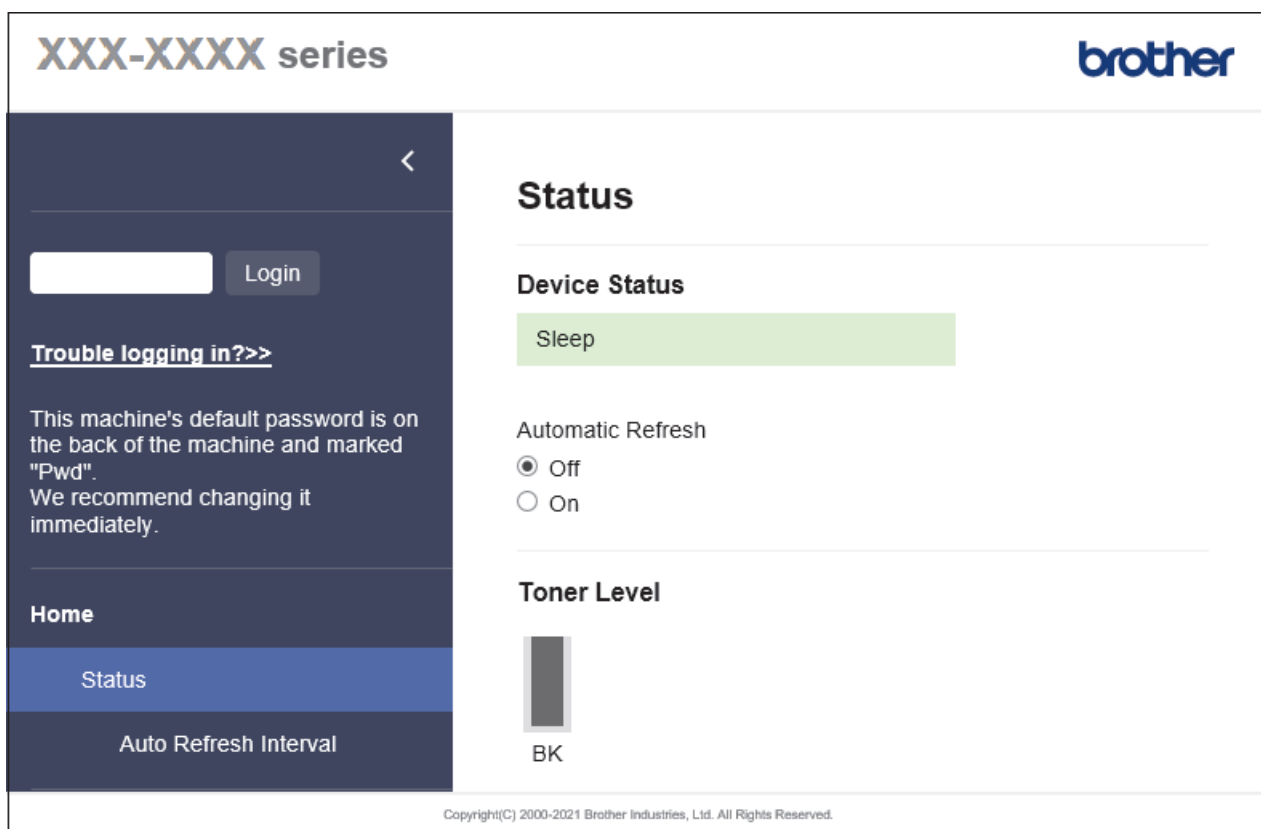 XXX-XXXX series
brother
Login
Trouble logging in?>>
This machine's default password is on
the back of the machine and marked
"Pwd".
We recommend changing it
immediately.
Home
Status
Auto Refresh Interval
Status
Device Status
Sleep
Automatic Refresh
Off
On
Toner Level
BK
Copyright(C) 2000-2021 Brother Industries, Ltd. All Rights Reserved.